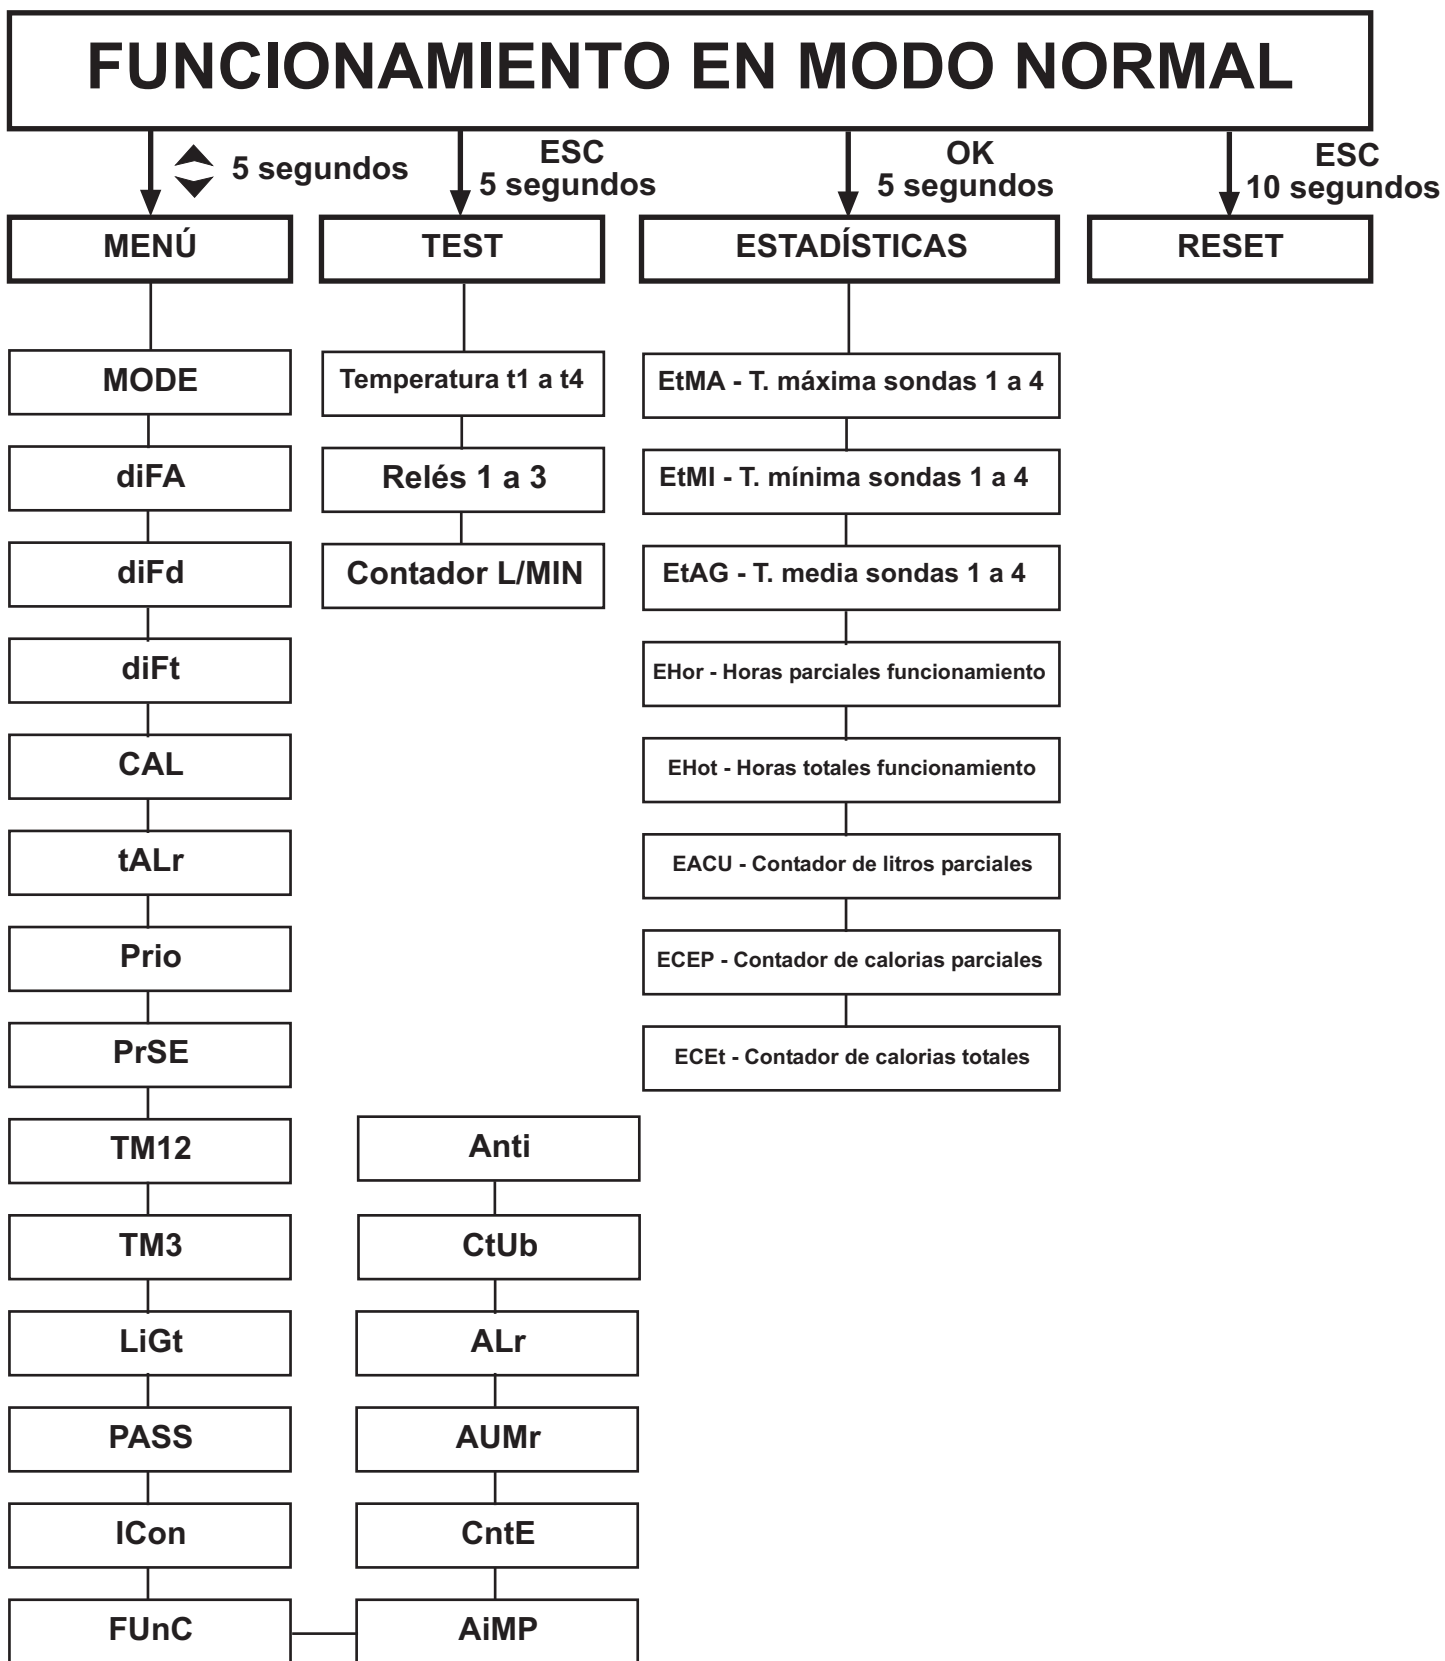 FUNCIONAMIENTO EN MODO NORMAL
5 segundos
ESC
5 segundos
OK
5 segundos
ESC
10 segundos
MENÚ
TEST
ESTADÍSTICAS
RESET
MODE
diFA
diFd
diFt
CAL
tALr
Prio
PrSE
TM12
TM3
LiGt
PASS
ICon
FUnC
Temperatura t1 a t4
Relés 1 a 3
Contador L/MIN
Anti
CtUb
ALr
AUMr
CntE
AiMP
EtMA - T. máxima sondas 1 a 4
EtMI - T. mínima sondas 1 a 4
EtAG - T. media sondas 1 a 4
EHor - Horas parciales funcionamiento
EHot - Horas totales funcionamiento
EACU - Contador de litros parciales
ECEP - Contador de calorias parciales
ECEt - Contador de calorias totales